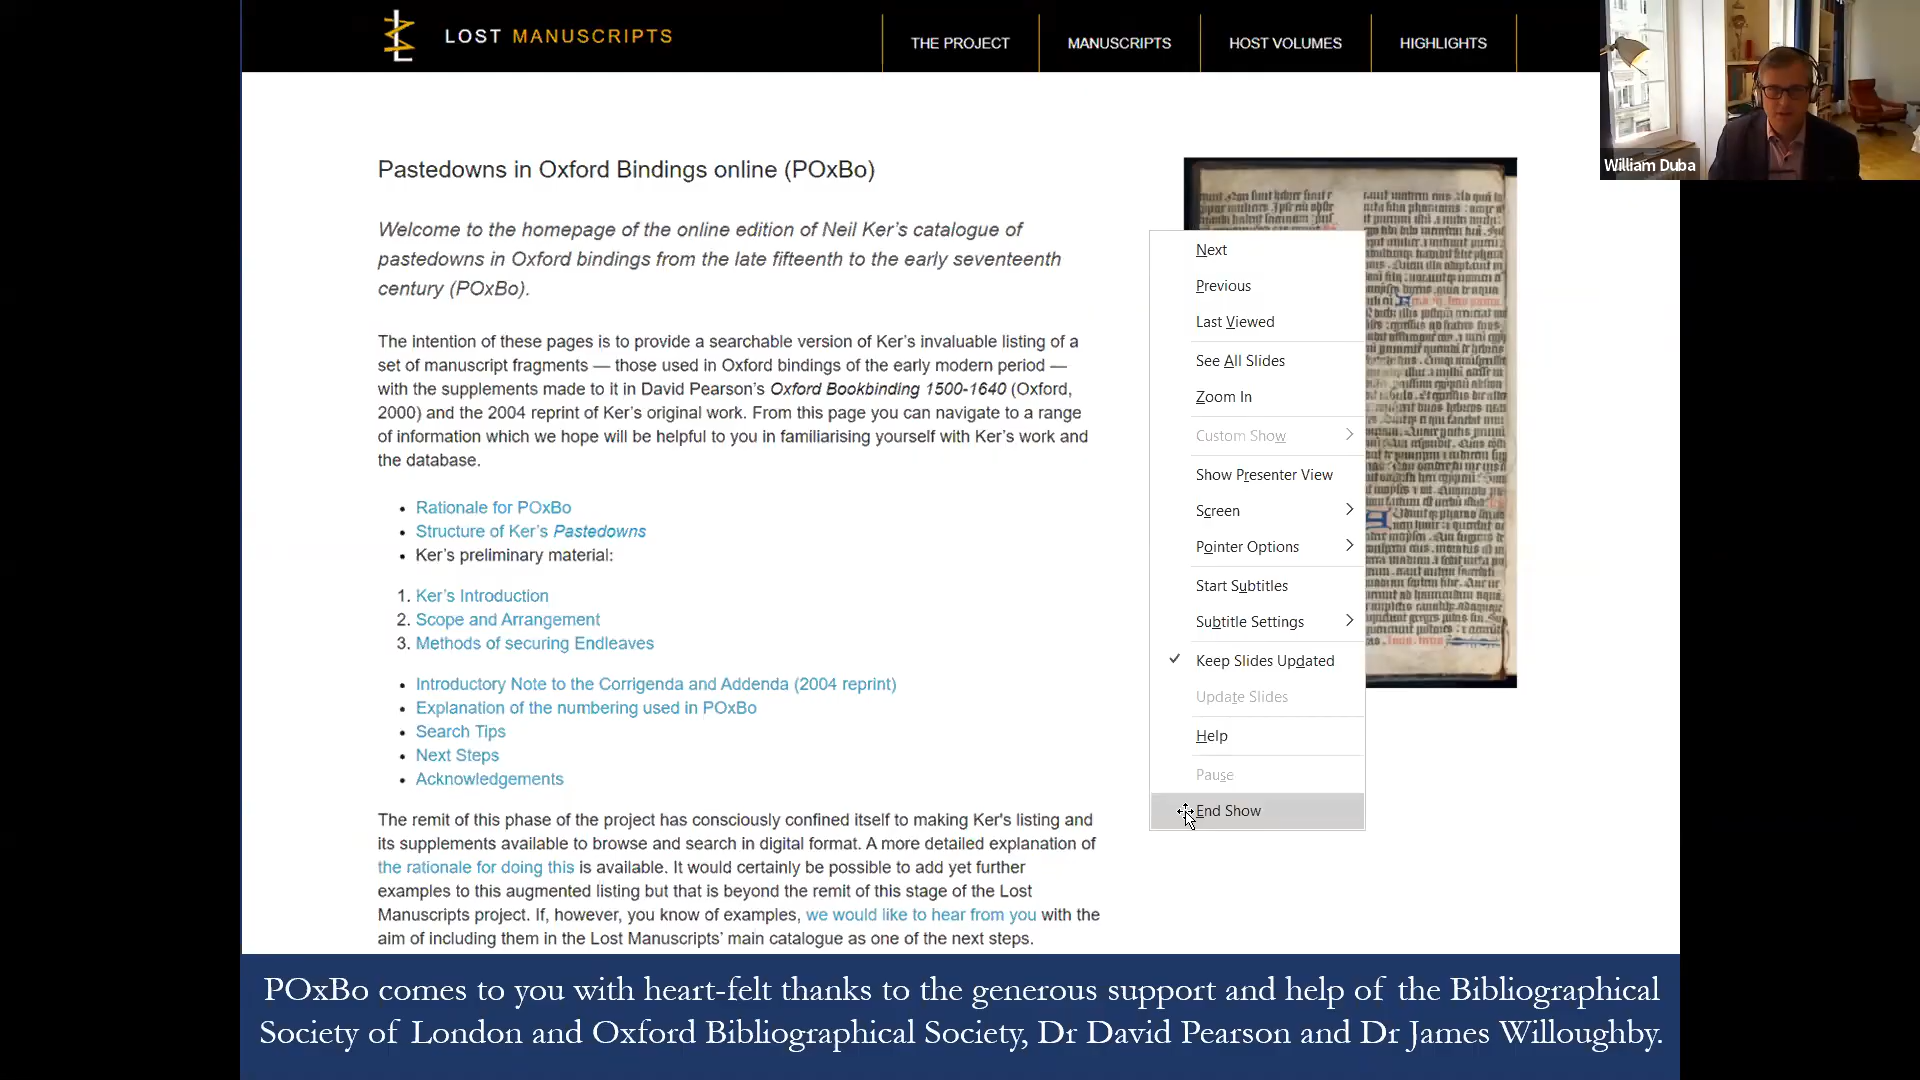 LOST MANUSCRIPTS
THE PROJECT
MANUSCRIPTS
HOST VOLUMES
HIGHLIGHTS
William Duba
Pastedowns in Oxford Bindings online (POxBo)
Welcome to the homepage of the online edition of Neil Ker's catalogue of
pastedowns in Oxford bindings from the late fifteenth to the early seventeenth
century (POxBo).
The intention of these pages is to provide a searchable version of Ker's invaluable listing of a
set of manuscript fragments — those used in Oxford bindings of the early modern period —
with the supplements made to it in David Pearson's Oxford Bookbinding 1500-1640 (Oxford,
2000) and the 2004 reprint of Ker's original work. From this page you can navigate to a range
of information which we hope will be helpful to you in familiarising yourself with Ker's work and
the database.
• Rationale for POxBo
• Structure of Ker's Pastedowns
• Ker's preliminary material:
1. Ker's Introduction
2. Scope and Arrangement
3. Methods of securing Endleaves
• Introductory Note to the Corrigenda and Addenda (2004 reprint)
• Explanation of the numbering used in POxBo
• Search Tips
• Next Steps
• Acknowledgements
The remit of this phase of the project has consciously confined itself to making Ker's listing and
its supplements available to browse and search in digital format. A more detailed explanation of
the rationale for doing this is available. It would certainly be possible to add yet further
examples to this augmented listing but that is beyond the remit of this stage of the Lost
Manuscripts project. If, however, you know of examples, we would like to hear from you with the
aim of including them in the Lost Manuscripts' main catalogue as one of the next steps.
Next
Previous
Last Viewed
See All Slides
Zoom In
Custom Show
Show Presenter View
Screen
Pointer Options
Start Subtitles
Subtitle Settings
Keep Slides Updated
Update Slides
Help
Pause
End Show
POxBo comes to you with heart-felt thanks to the generous support and help of the Bibliographical
Society of London and Oxford Bibliographical Society, Dr David Pearson and Dr James Willoughby.